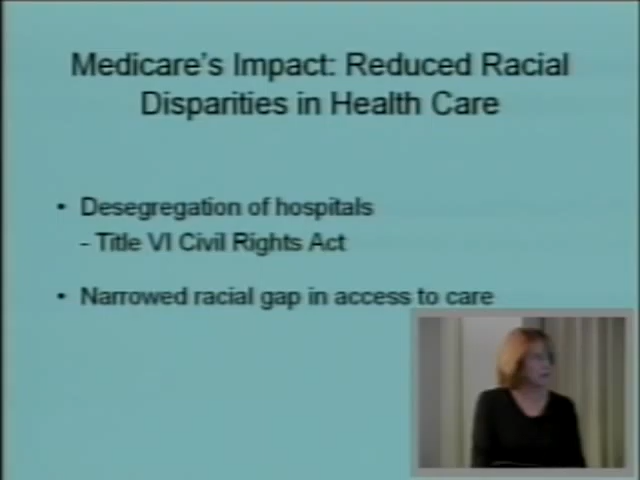 Medicare's Impact: Reduced Racial
Disparities in Health Care
• Desegregation of hospitals
- Title VI Civil Rights Act
• Narrowed racial gap in access to care